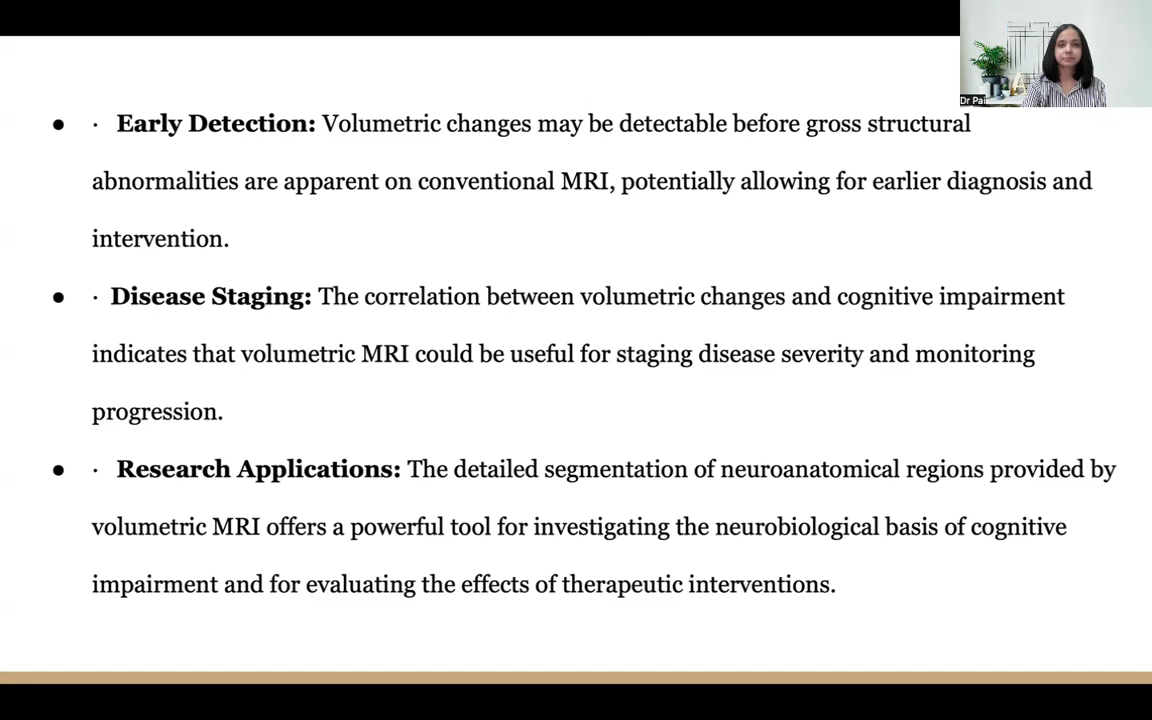 Dr Pai
● · Early Detection: Volumetric changes may be detectable before gross structural
abnormalities are apparent on conventional MRI, potentially allowing for earlier diagnosis and
intervention.
● · Disease Staging: The correlation between volumetric changes and cognitive impairment
indicates that volumetric MRI could be useful for staging disease severity and monitoring
progression.
● · Research Applications: The detailed segmentation of neuroanatomical regions provided by
volumetric MRI offers a powerful tool for investigating the neurobiological basis of cognitive
impairment and for evaluating the effects of therapeutic interventions.